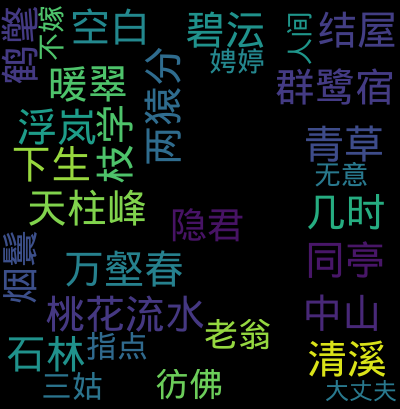 鹤擎
不嫁
空白
碧沄
人间
结屋
娉婷
暖翠
两猿分
群鹭宿
浮岚
枝学
青草
下生
无意
天柱峰
几时
隐君
烟鬟
万壑春
同亭
桃花流水
中山
老翁
石林
指点
清溪
三姑
彷佛
大丈夫